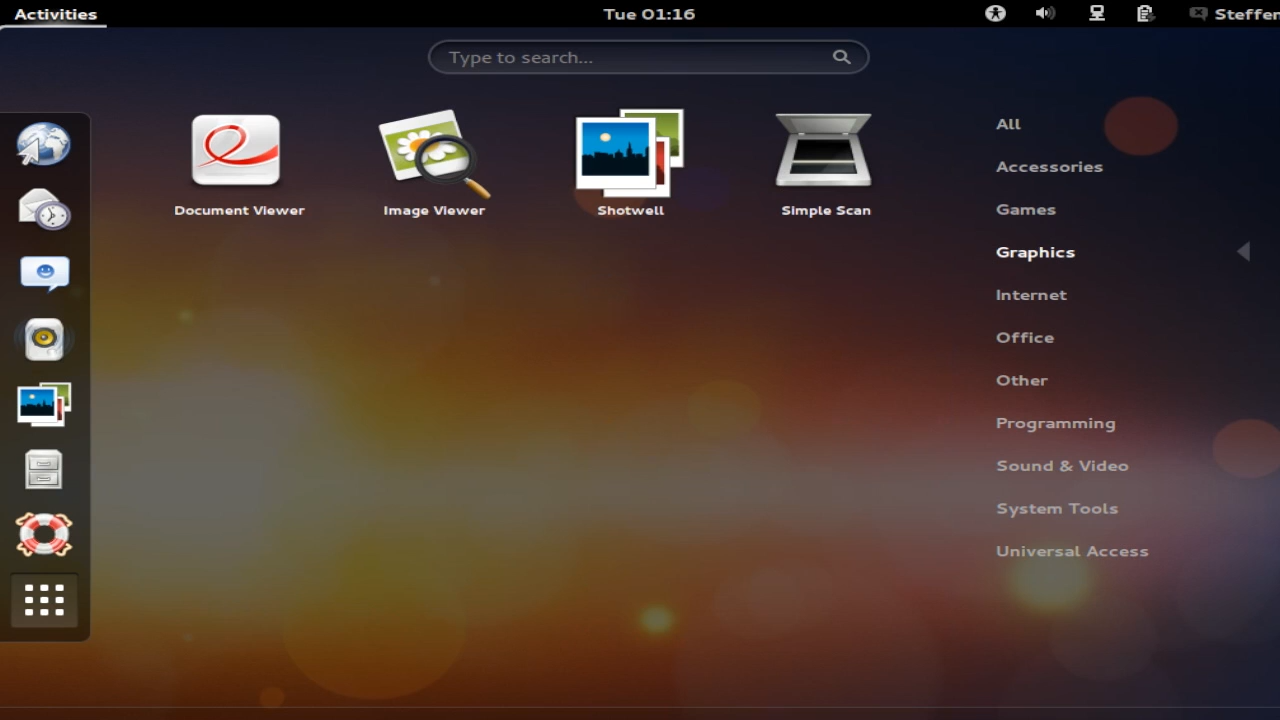 Activities
Tue 01:16
Steffen
Type to search...
Document Viewer
Image Viewer
Shotwell
Simple Scan
All
Accessories
Games
Graphics
Internet
Office
Other
Programming
Sound & Video
System Tools
Universal Access